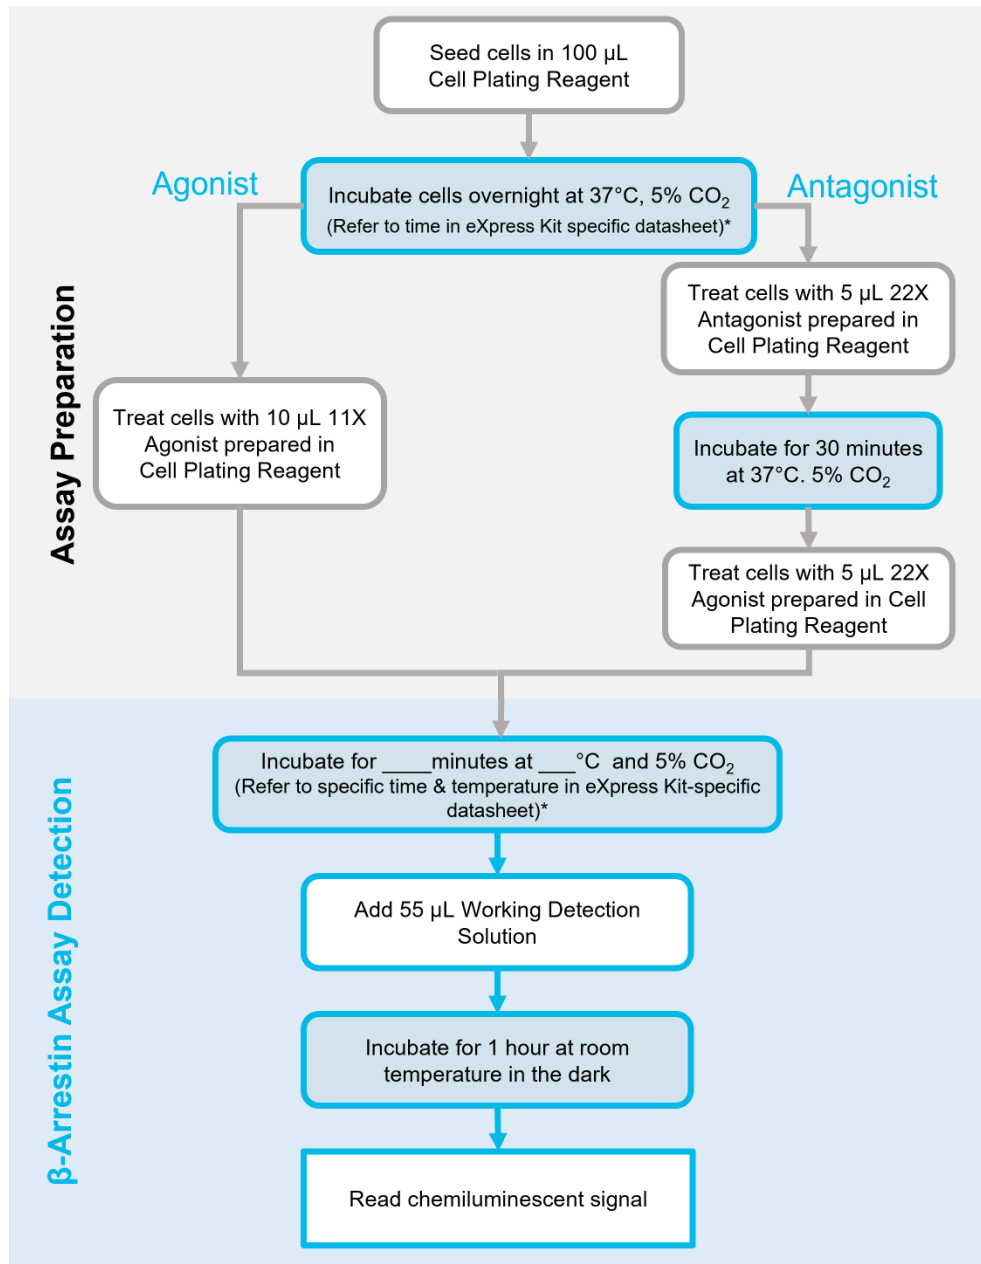 Seed cells in 100 µL
Cell Plating Reagent
Agonist
Antagonist
Incubate cells overnight at 37°C, 5% CO₂
(Refer to time in eXpress Kit specific datasheet)*
Treat cells with 5 µL 22X
Antagonist prepared in
Cell Plating Reagent
Assay Preparation
Treat cells with 10 µL 11X
Agonist prepared in
Cell Plating Reagent
Incubate for 30 minutes
at 37°C. 5% CO₂
Treat cells with 5 µL 22X
Agonist prepared in Cell
Plating Reagent
Incubate for ____minutes at ___°C and 5% CO₂
(Refer to specific time & temperature in eXpress Kit-specific
datasheet)*
β-Arrestin Assay Detection
Add 55 µL Working Detection
Solution
Incubate for 1 hour at room
temperature in the dark
Read chemiluminescent signal